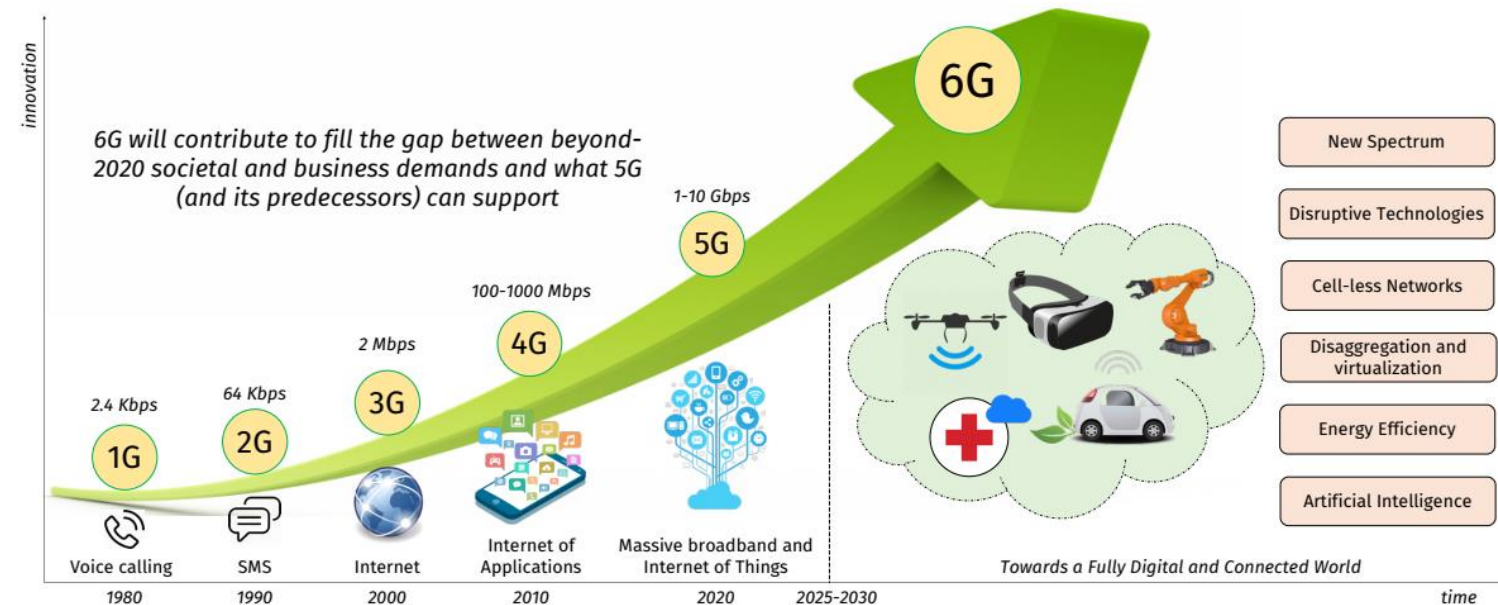 innovation
6G will contribute to fill the gap between beyond-
2020 societal and business demands and what 5G
(and its predecessors) can support
6G
1-10 Gbps
5G
100-1000 Mbps
4G
2 Mbps
3G
64 Kbps
2G
2.4 Kbps
1G
New Spectrum
Disruptive Technologies
Cell-less Networks
Disaggregation and
virtualization
Energy Efficiency
Artificial Intelligence
Voice calling
SMS
Internet
Internet of
Applications
Massive broadband and
Internet of Things
Towards a Fully Digital and Connected World
1980
1990
2000
2010
2020
2025-2030
time